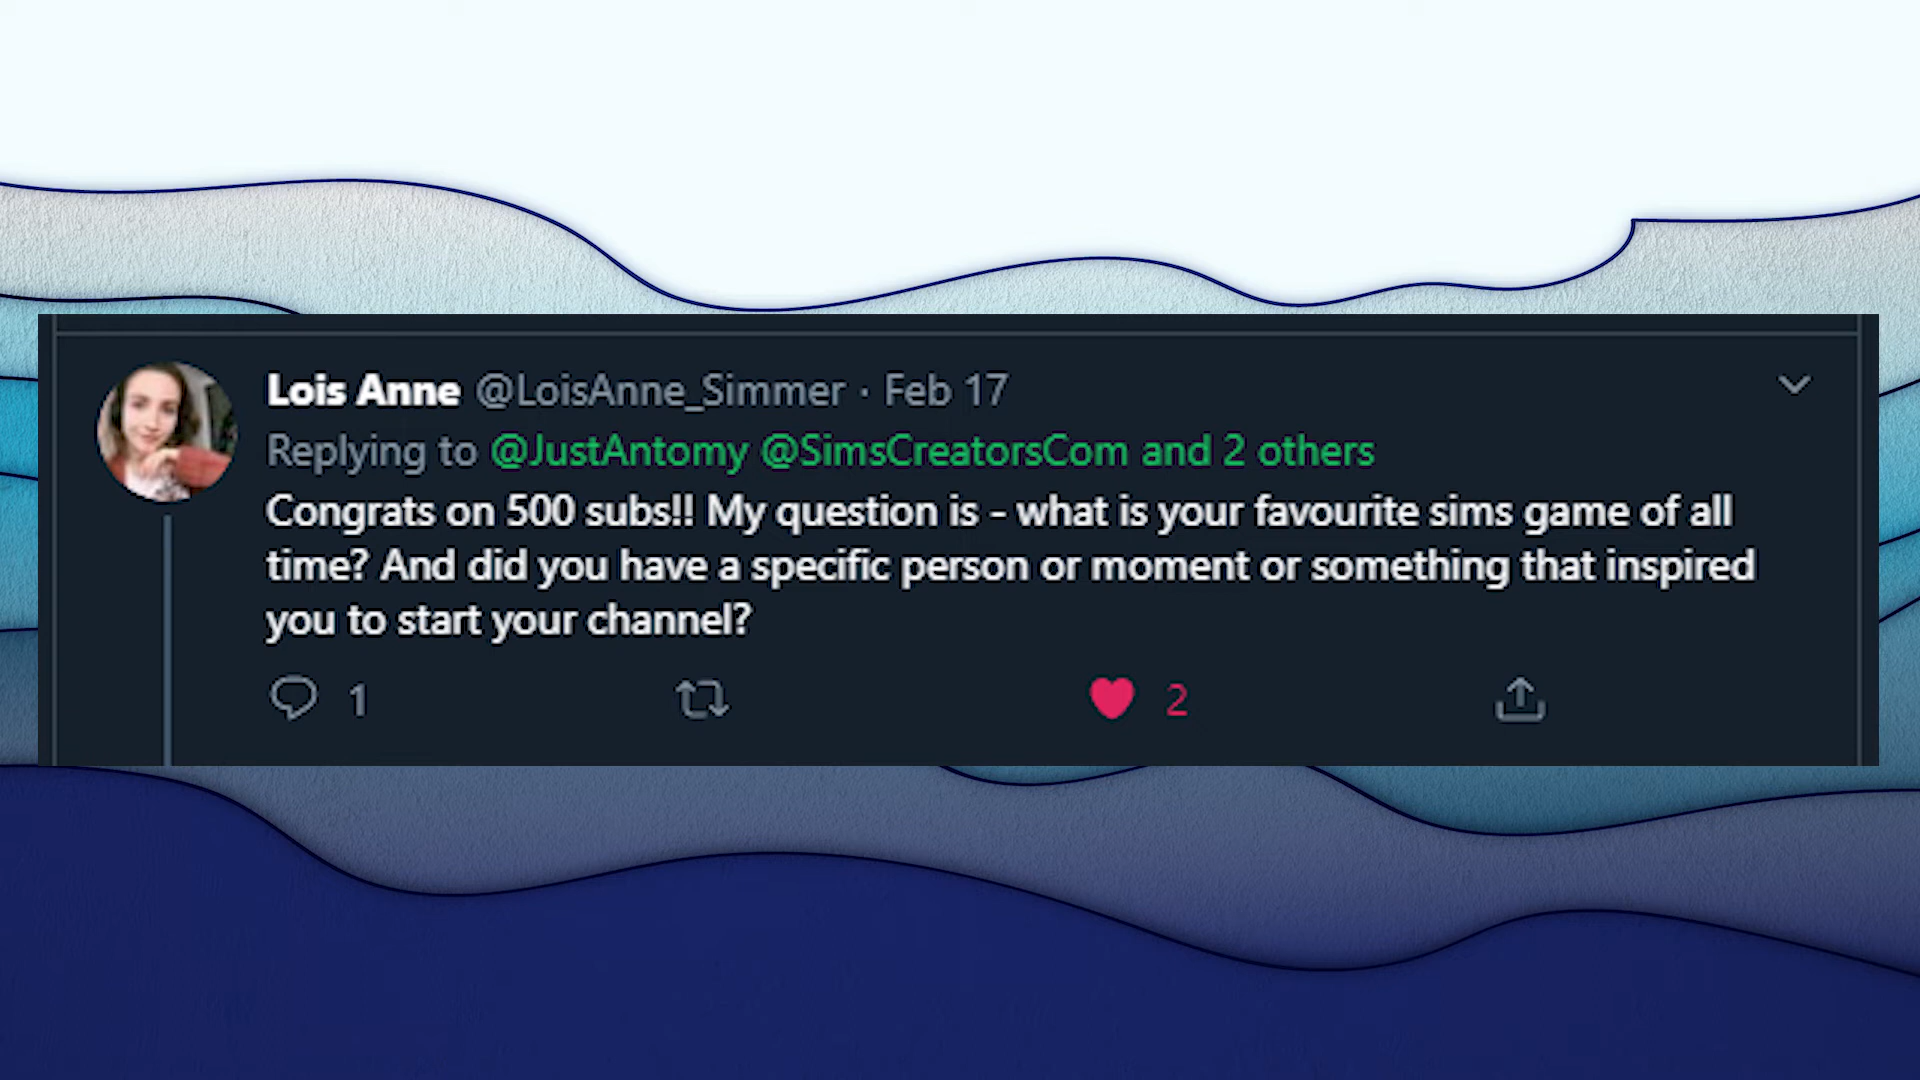 Lois Anne @LoisAnne_Simmer · Feb 17
Replying to @JustAntomy @SimsCreatorsCom and 2 others
Congrats on 500 subs!! My question is - what is your favourite sims game of all
time? And did you have a specific person or moment or something that inspired
you to start your channel?
1 2